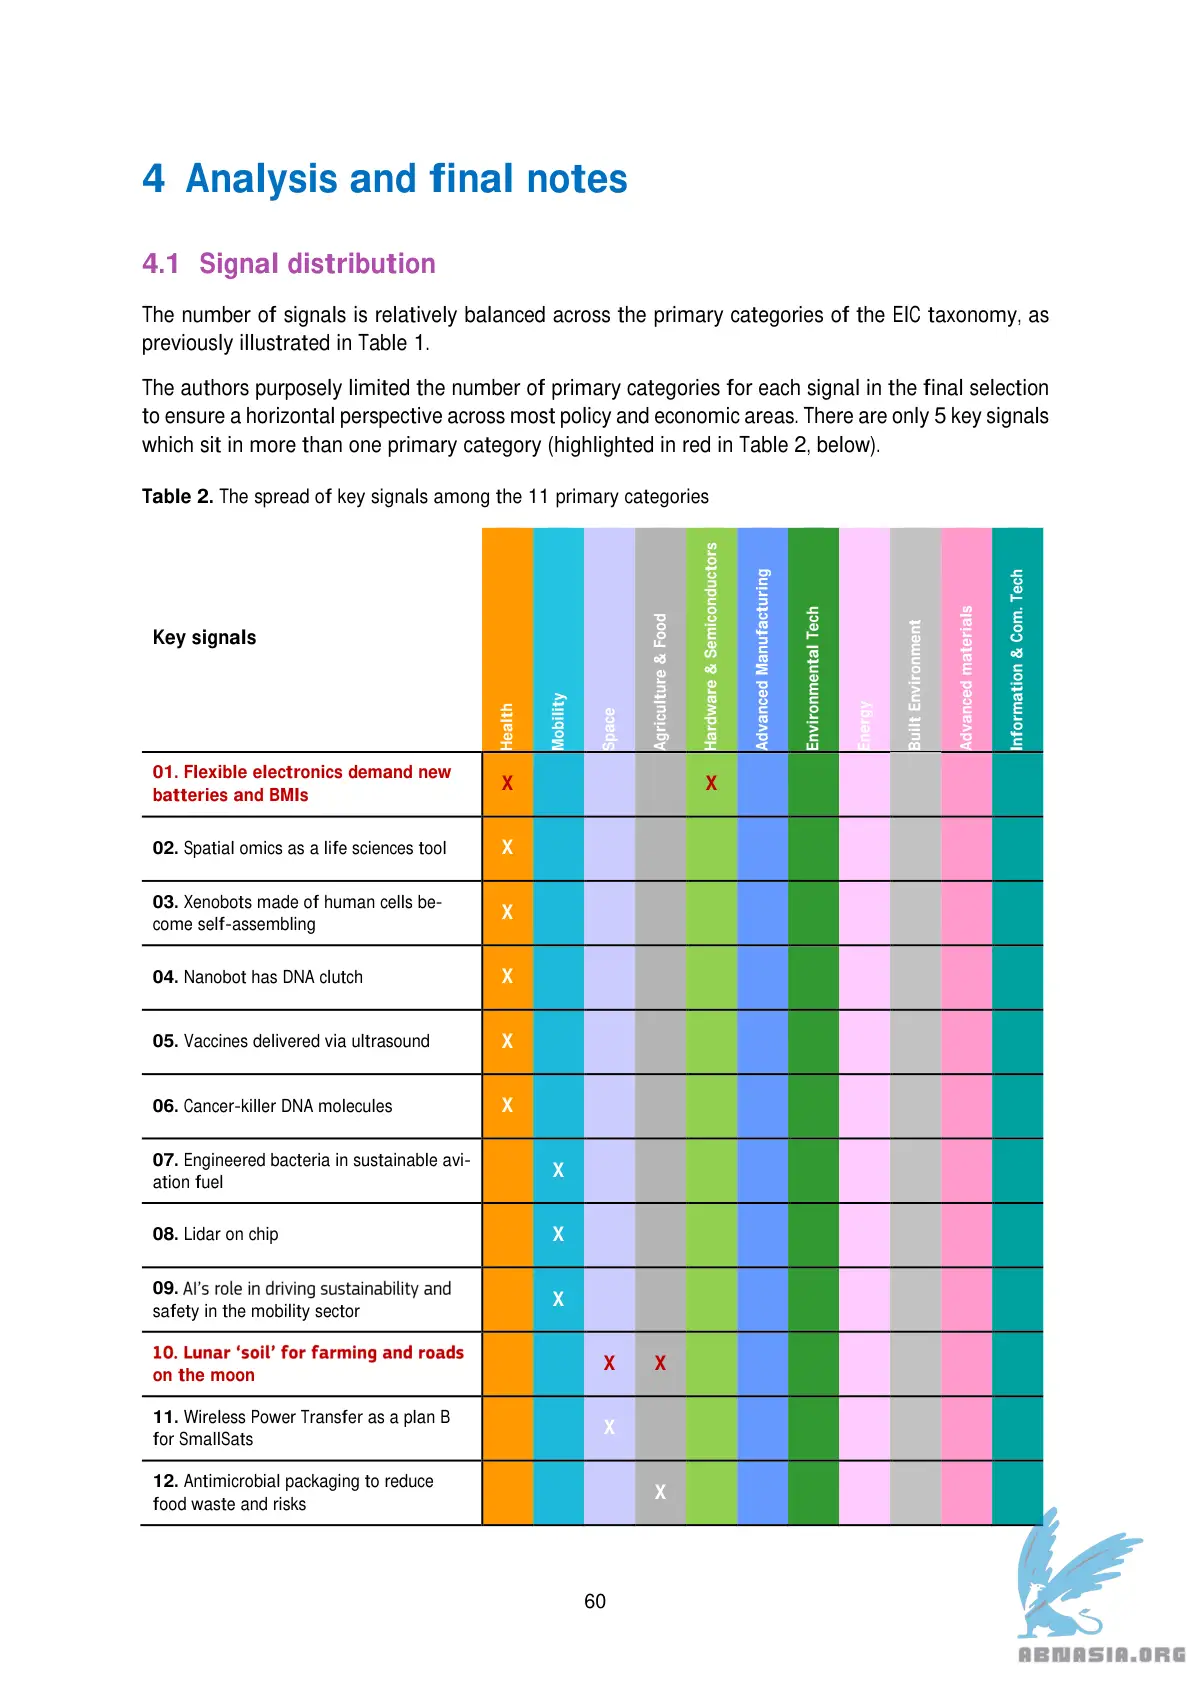 4 Analysis and final notes
4.1 Signal distribution
The number of signals is relatively balanced across the primary categories of the EIC taxonomy, as
previously illustrated in Table 1.
The authors purposely limited the number of primary categories for each signal in the final selection
to ensure a horizontal perspective across most policy and economic areas. There are only 5 key signals
which sit in more than one primary category (highlighted in red in Table 2, below).
Table 2. The spread of key signals among the 11 primary categories
Key signals
Health
Mobility
Space
Agriculture & Food
Hardware & Semiconductors
Advanced Manufacturing
Environmental Tech
Energy
Built Environment
Advanced materials
Information & Com. Tech
01. Flexible electronics demand new
batteries and BMIs
X X
02. Spatial omics as a life sciences tool
X
03. Xenobots made of human cells be-
come self-assembling
X
04. Nanobot has DNA clutch
X
05. Vaccines delivered via ultrasound
X
06. Cancer-killer DNA molecules
X
07. Engineered bacteria in sustainable avi-
ation fuel
X
08. Lidar on chip
X
09. AI’s role in driving sustainability and
safety in the mobility sector
X
10. Lunar ‘soil’ for farming and roads
on the moon
X X
11. Wireless Power Transfer as a plan B
for SmallSats
X
12. Antimicrobial packaging to reduce
food waste and risks
X
60
ABNASIA.ORG